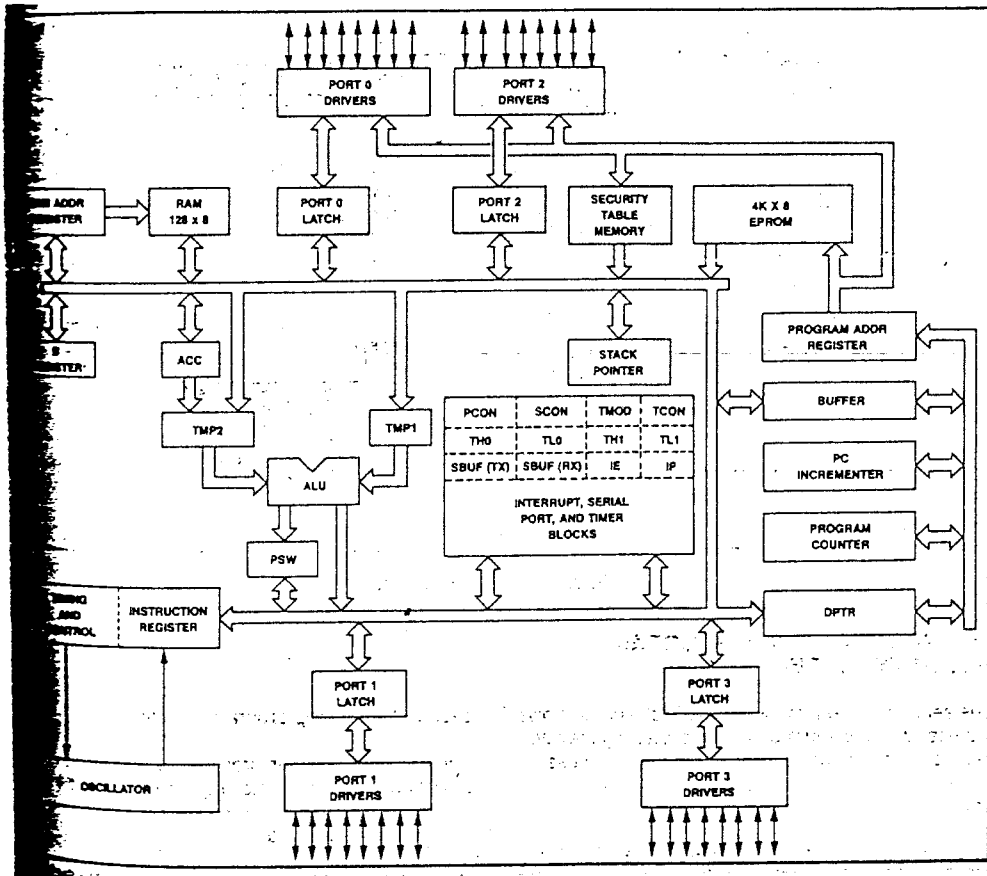 PORT 0
DRIVERS
PORT 2
DRIVERS
ADDR
RAM
128 x 8
PORT 0
LATCH
PORT 2
LATCH
SECURITY
TABLE
MEMORY
4K X 8
EPROM
PROGRAM ADDR
REGISTER
B
ACC
STACK
POINTER
BUFFER
TMP2
TMP1
PCON SCON TMOD TCON
TH0 TL0 TH1 TL1
SBUF (TX) SBUF (RX) IE IP
INTERRUPT, SERIAL
PORT, AND TIMER
BLOCKS
ALU
PC
INCREMENTER
PROGRAM
COUNTER
PSW
AND
INSTRUCTION
REGISTER
DPTR
PORT 1
LATCH
PORT 3
LATCH
OSCILLATOR
PORT 1
DRIVERS
PORT 3
DRIVERS